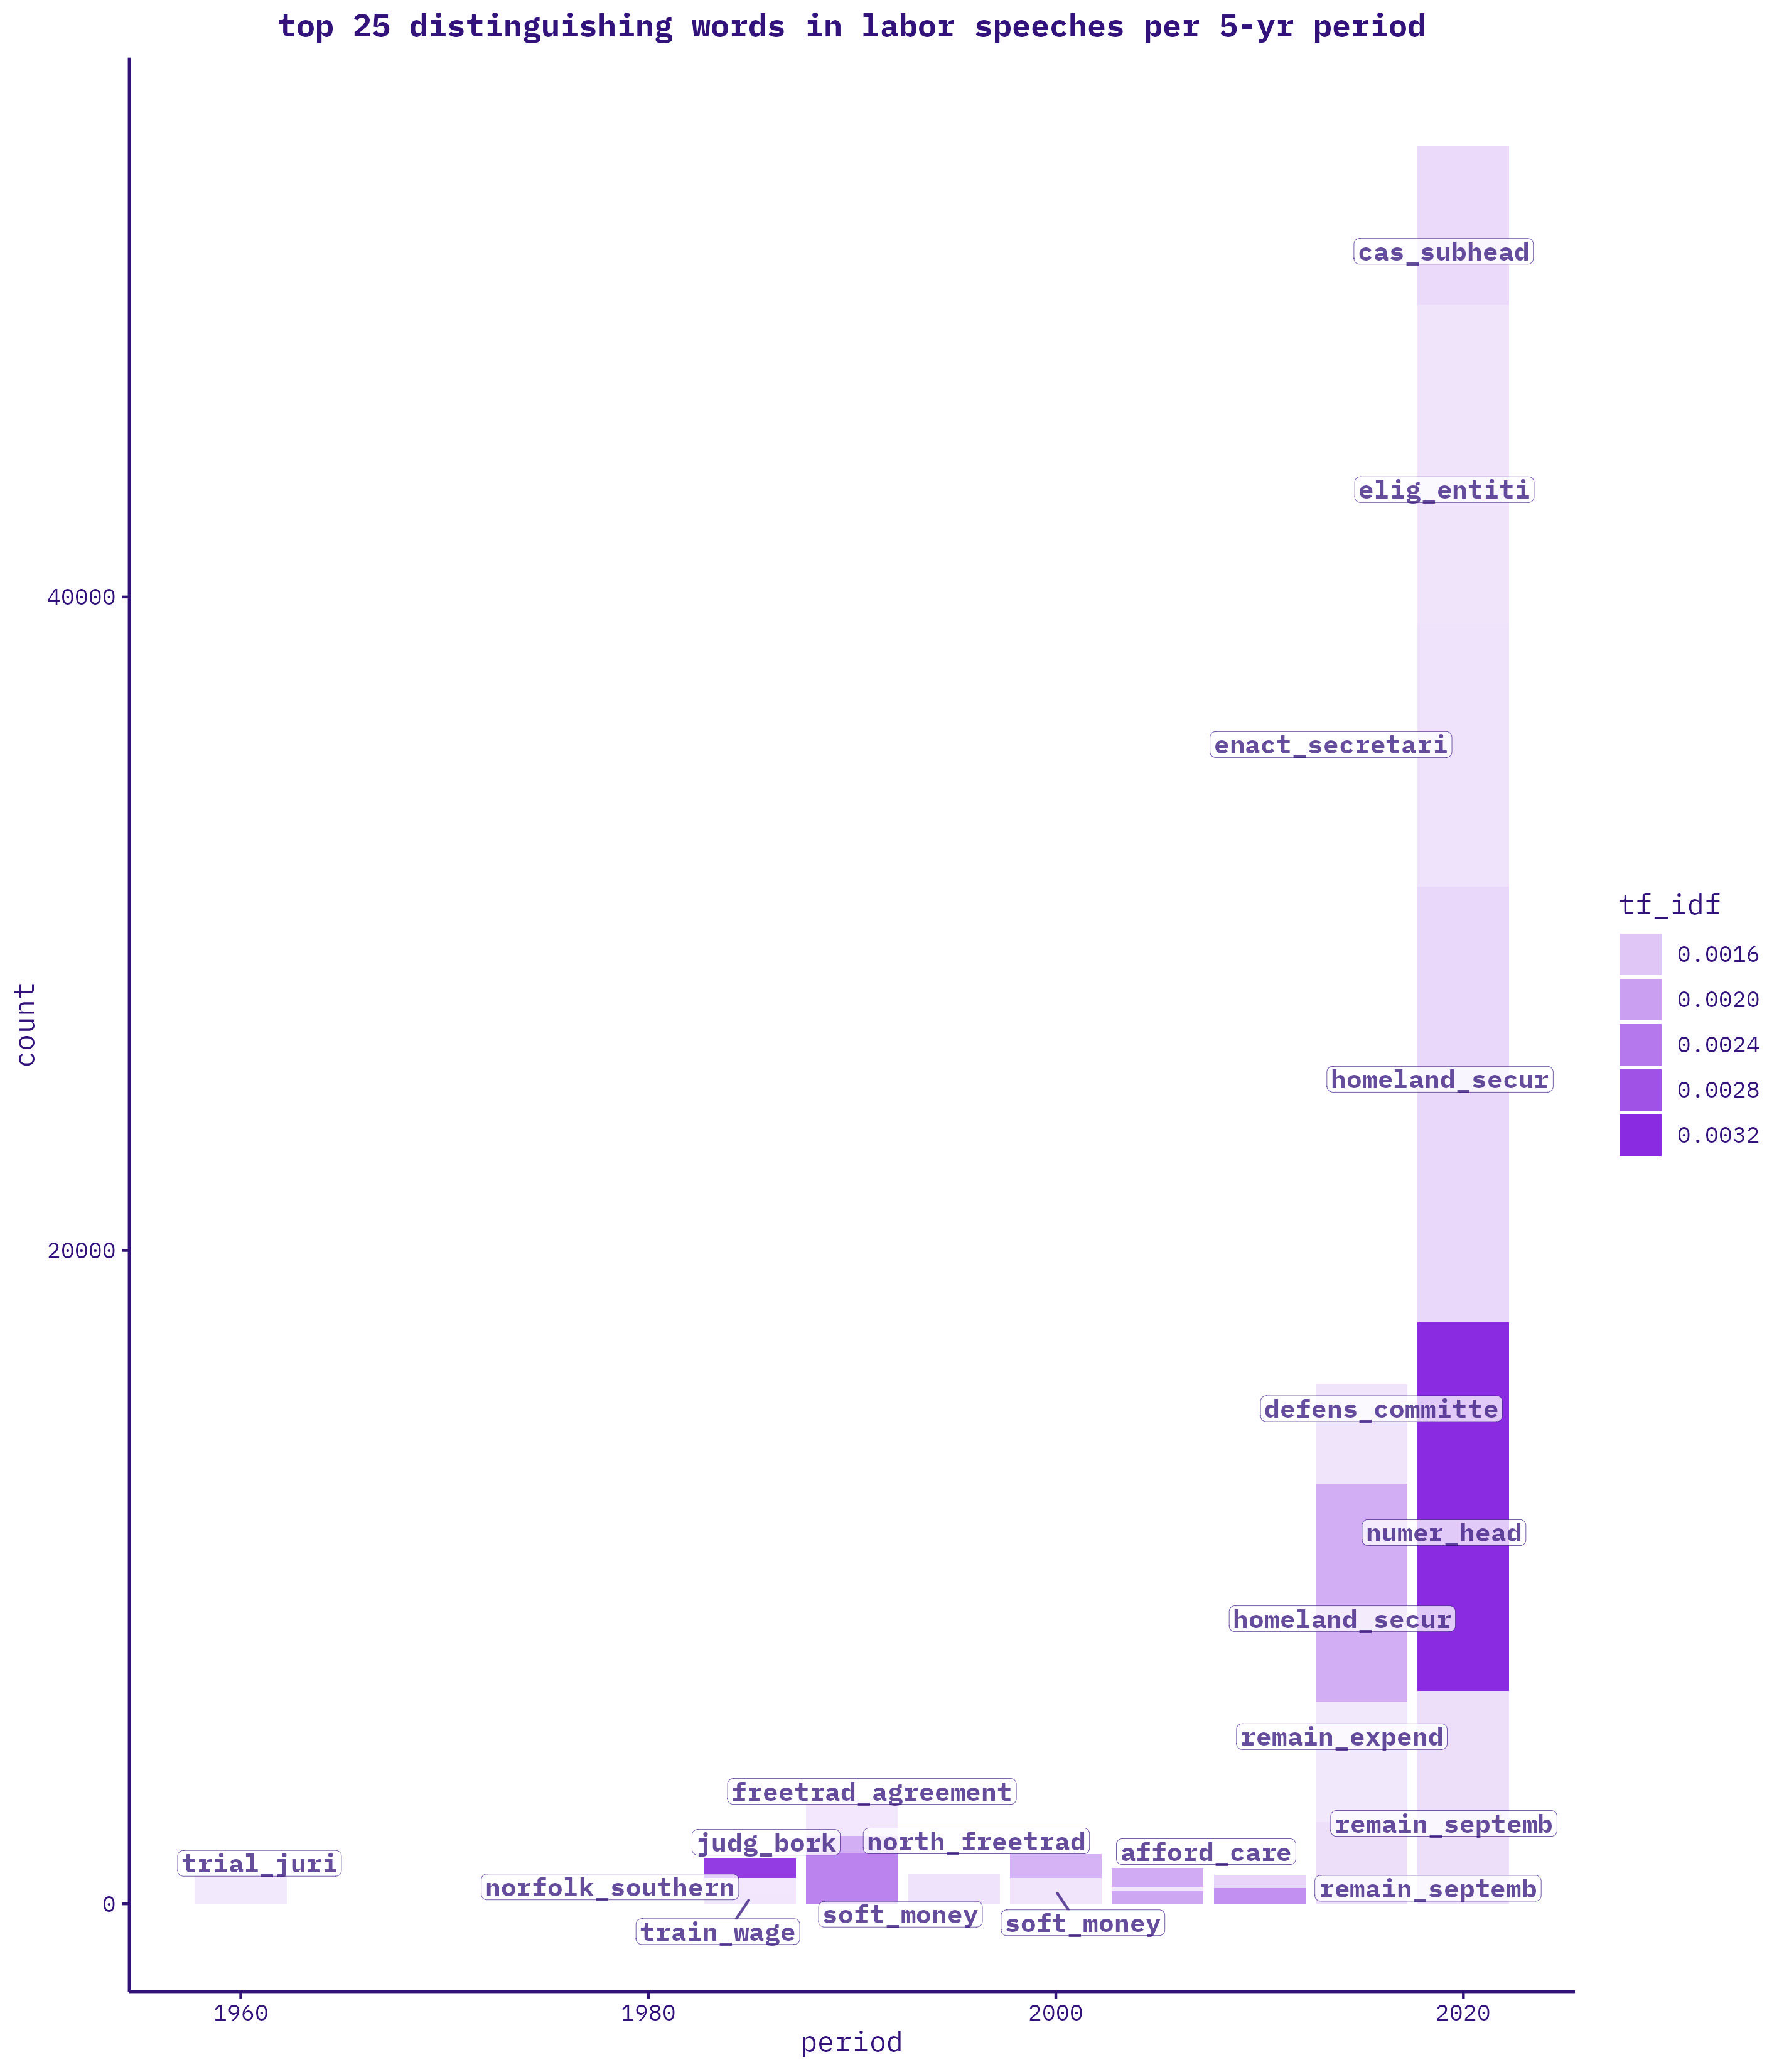 top 25 distinguishing words in labor speeches per 5-yr period
cas_subhead
elig_entiti
40000
enact_secretari
tf_idf
0.0016
0.0020
count
0.0024
homeland_secur
0.0028
0.0032
20000
defens_committe
numer_head
homeland_secur
remain_expend
freetrad_agreement
remain_septemb
judg_bork
north_freetrad
afford_care
trial_juri
norfolk_southern
remain_septemb
0
soft_money
soft_money
train_wage
1960
1980
2000
2020
period